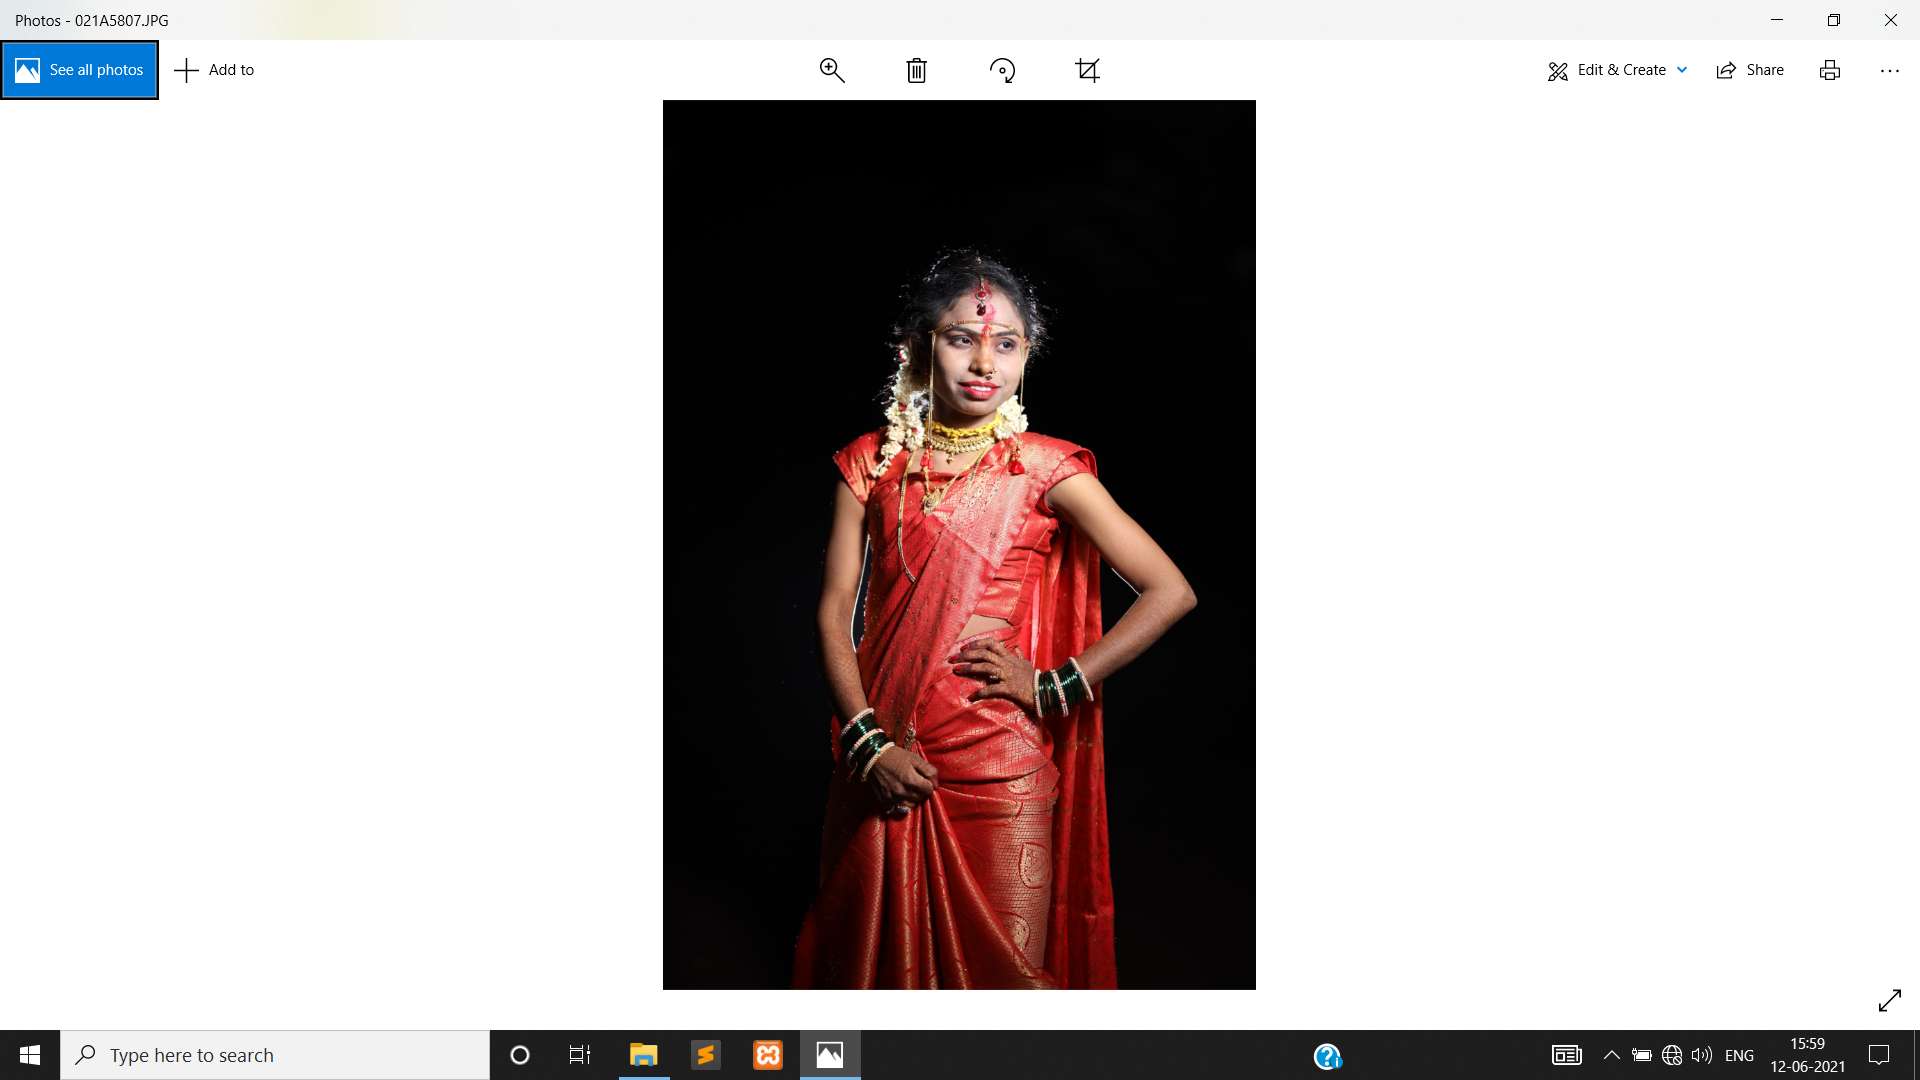 Photos - 021A5807.JPG
See all photos
Add to
Edit & Create
Share
Type here to search
ENG
15:59
12-06-2021